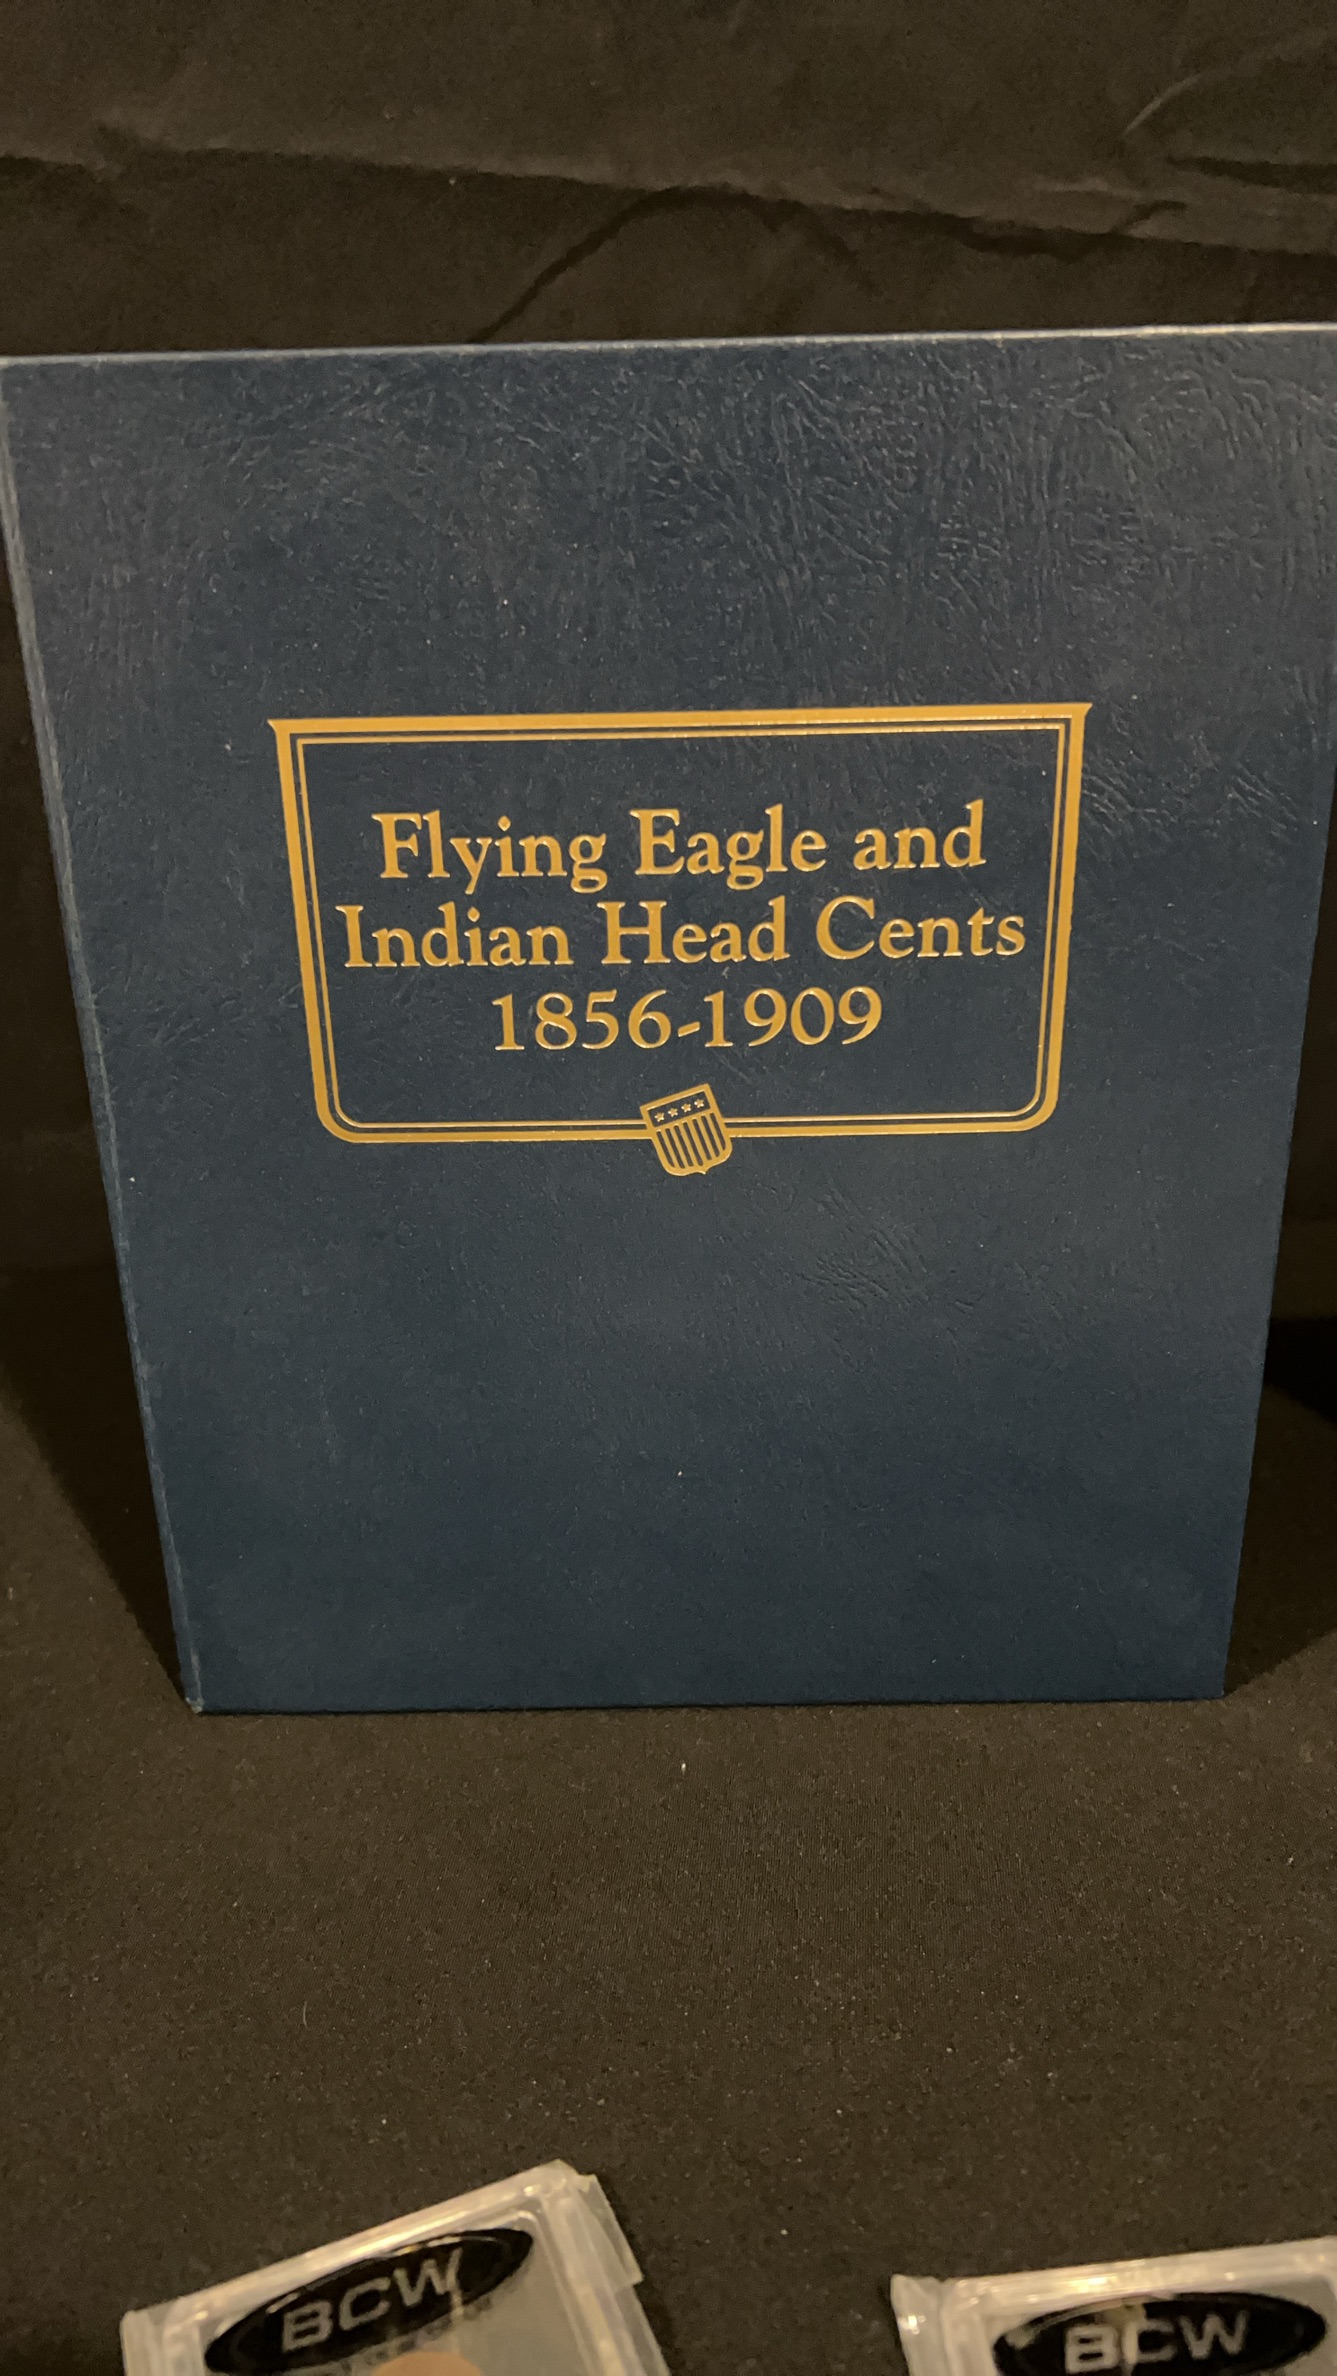 Flying Eagle and
Indian Head Cents
1856-1909
BCW
BCW